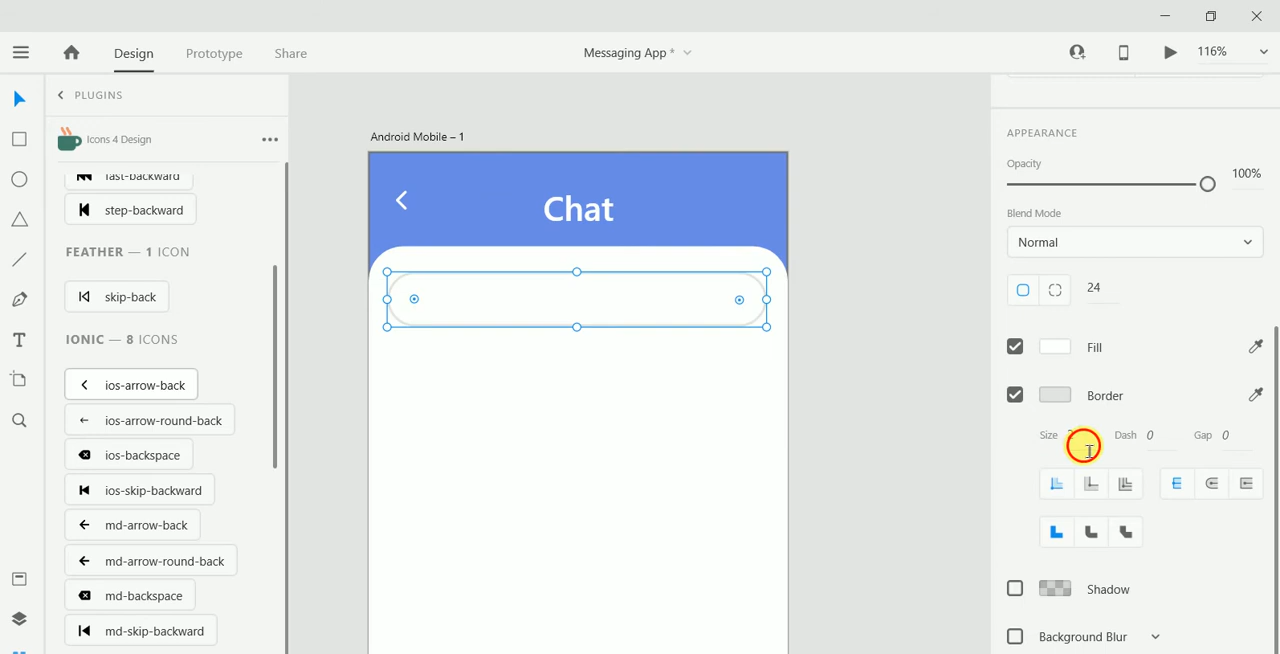 Design
Prototype
Share
Messaging App *
116%
PLUGINS
Icons 4 Design
fast-backward
step-backward
FEATHER — 1 ICON
skip-back
IONIC — 8 ICONS
ios-arrow-back
ios-arrow-round-back
ios-backspace
ios-skip-backward
md-arrow-back
md-arrow-round-back
md-backspace
md-skip-backward
Android Mobile – 1
Chat
APPEARANCE
Opacity
100%
Blend Mode
Normal
24
Fill
Border
Size
Dash 0
Gap 0
Shadow
Background Blur